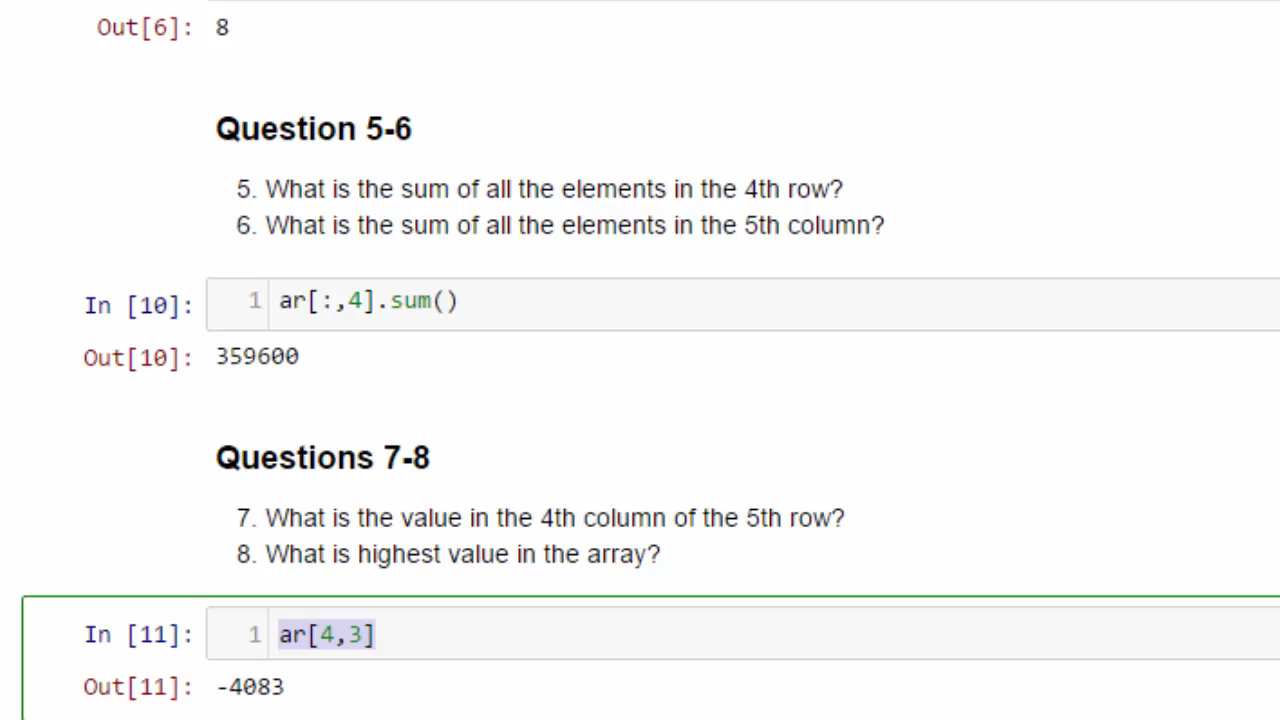 Out[6]: 8
Question 5-6
5. What is the sum of all the elements in the 4th row?
6. What is the sum of all the elements in the 5th column?
In [10]: 1 ar[:,4].sum()
Out[10]: 359600
Questions 7-8
7. What is the value in the 4th column of the 5th row?
8. What is highest value in the array?
In [11]: 1 ar[4,3]
Out[11]: -4083